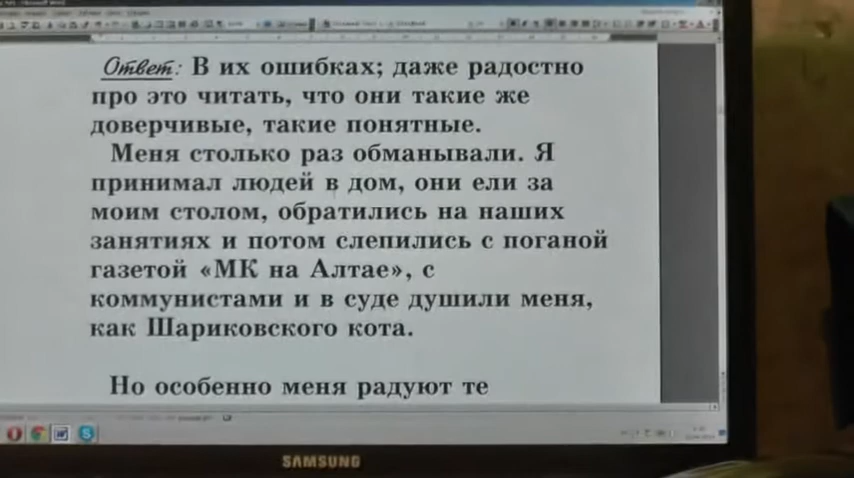 Ответ: В их ошибках; даже радостно
про это читать, что они такие же
доверчивые, такие понятные.
Меня столько раз обманывали. Я
принимал людей в дом, они ели за
моим столом, обратились на наших
занятиях и потом слепились с поганой
газетой «МК на Алтае», с
коммунистами и в суде душили меня,
как Шариковского кота.
Но особенно меня радуют те
SAMSUNG